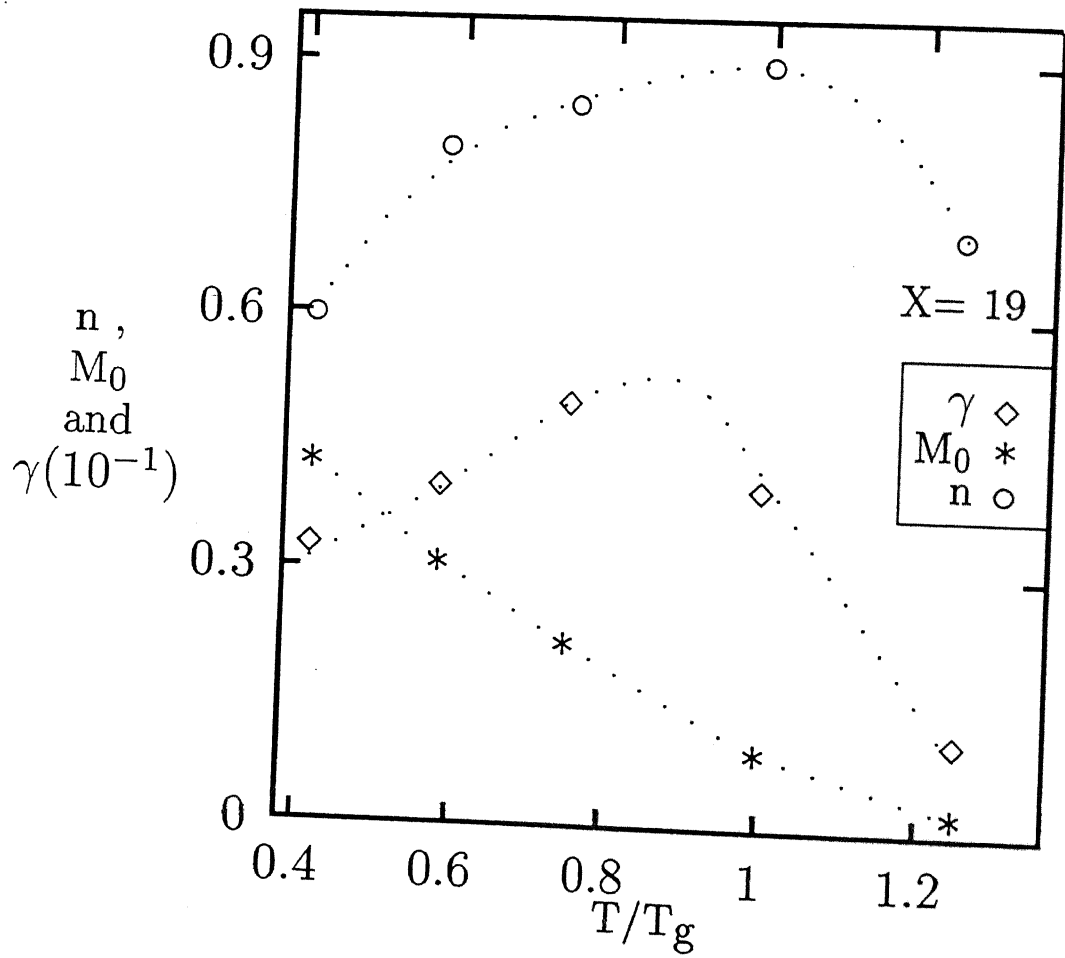 0.9
0.6
0.3
0
n ,
M₀
and
γ(10⁻¹)
X= 19
γ ◇
M₀ *
n ○
0.4 0.6 0.8 1 1.2
T/Tg